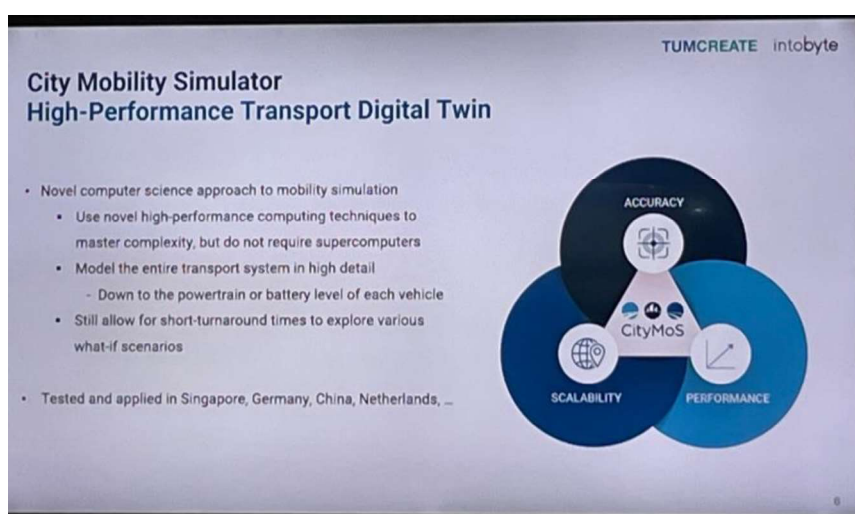 TUMCREATE intobyte
City Mobility Simulator
High-Performance Transport Digital Twin
• Novel computer science approach to mobility simulation
▪ Use novel high-performance computing techniques to
master complexity, but do not require supercomputers
▪ Model the entire transport system in high detail
- Down to the powertrain or battery level of each vehicle
▪ Still allow for short-turnaround times to explore various
what-if scenarios
• Tested and applied in Singapore, Germany, China, Netherlands, ...
ACCURACY
CityMoS
SCALABILITY
PERFORMANCE
6